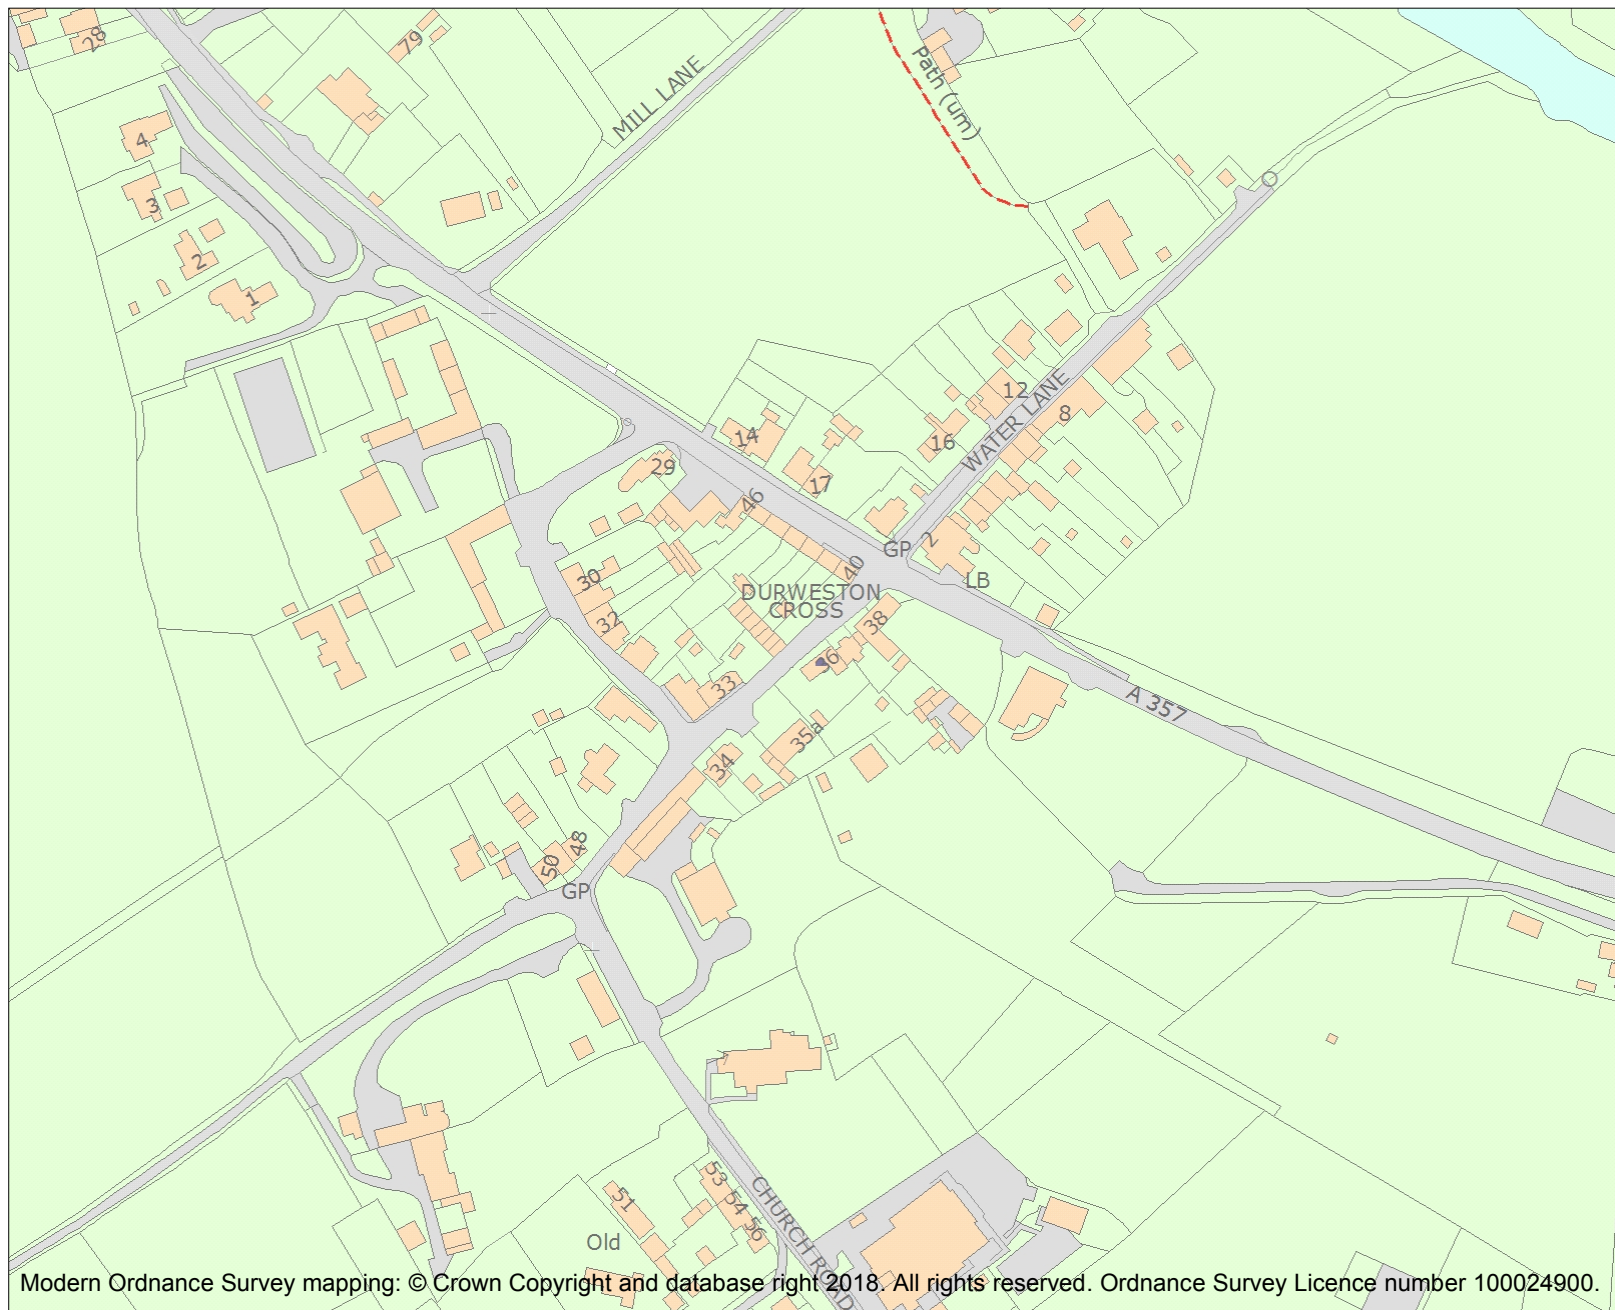 28
79
MILL LANE
Path (um)
4
3
2
1
12
WATER LANE
8
14
16
29
17
46
GP
2
40
LB
30
DURWESTON
CROSS
32
38
36
33
A 357
35a
34
48
50
GP
53
54
56
51
CHURCH ROAD
Old
Modern Ordnance Survey mapping: © Crown Copyright and database right 2018. All rights reserved. Ordnance Survey Licence number 100024900.